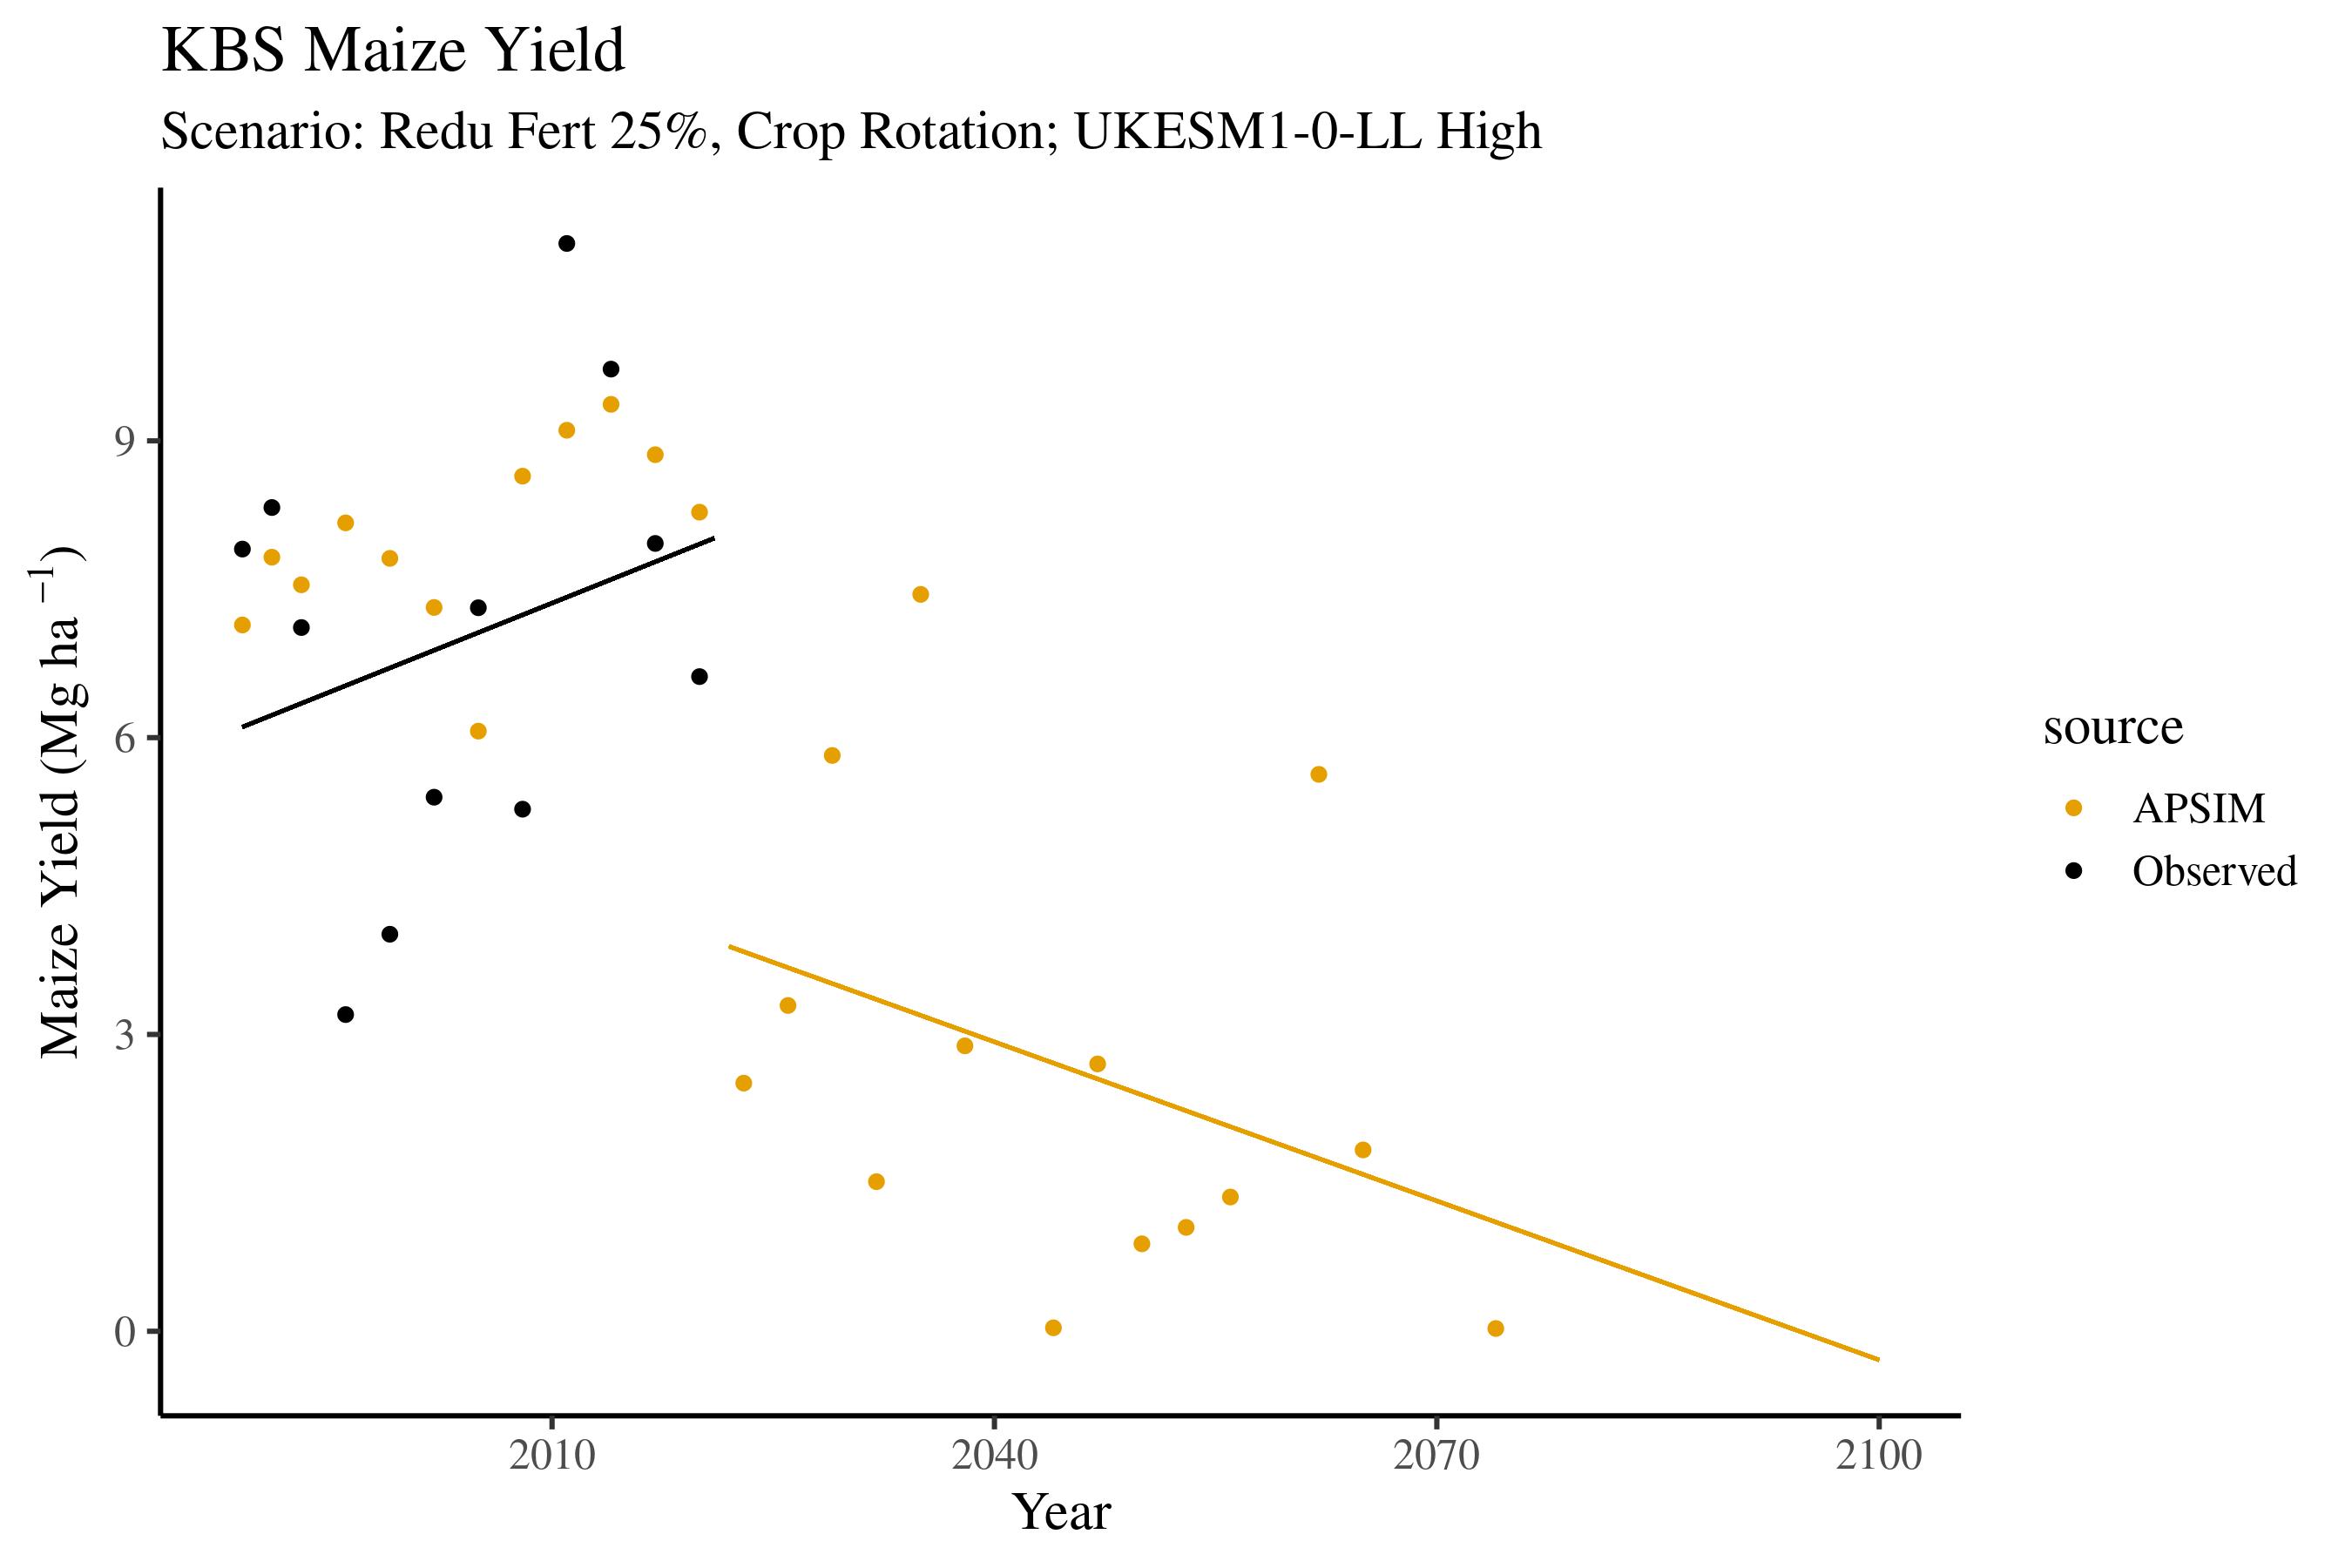 KBS Maize Yield
Scenario: Redu Fert 25%, Crop Rotation; UKESM1-0-LL High
Maize Yield (Mg ha⁻¹)
9
6
3
0
2010
2040
2070
2100
Year
source
APSIM
Observed